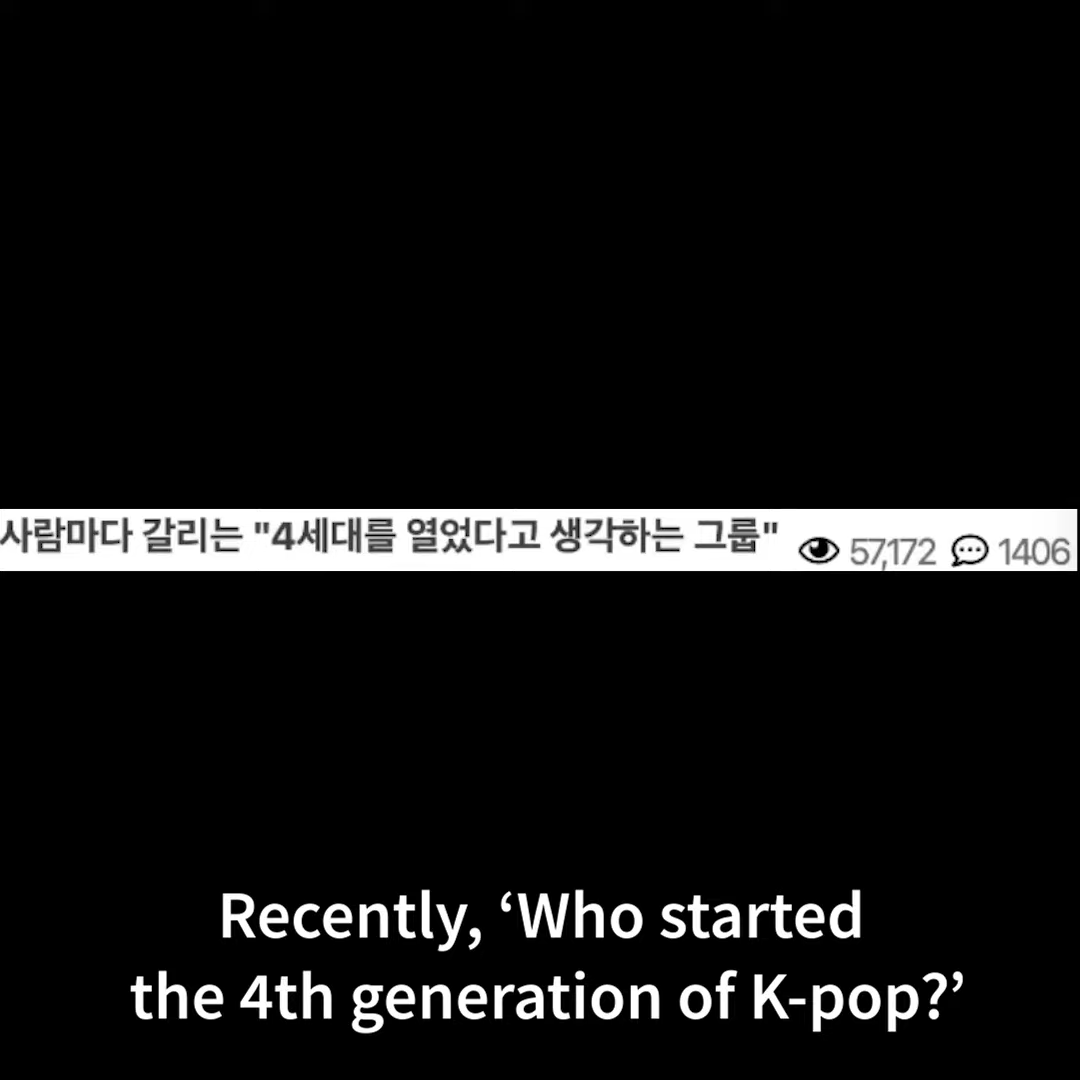 사람마다 갈리는 "4세대를 열었다고 생각하는 그룹" 57,172 1406
Recently, ‘Who started
the 4th generation of K-pop?’